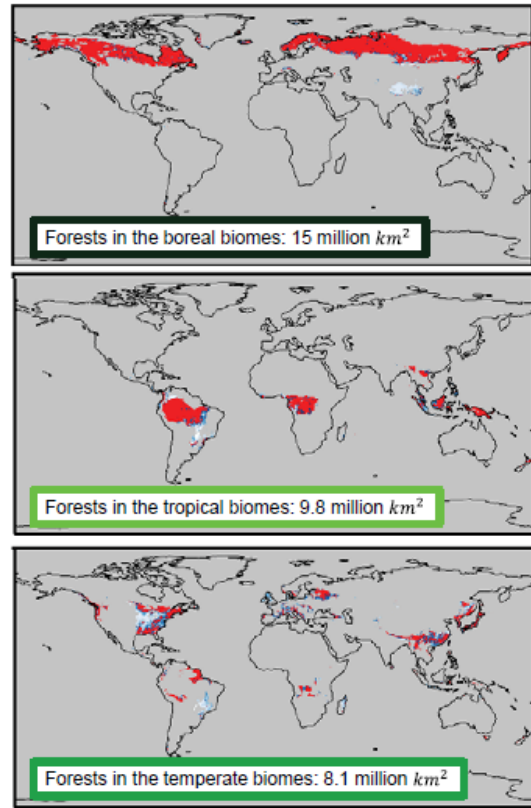 Forests in the boreal biomes: 15 million km²
Forests in the tropical biomes: 9.8 million km²
Forests in the temperate biomes: 8.1 million km²